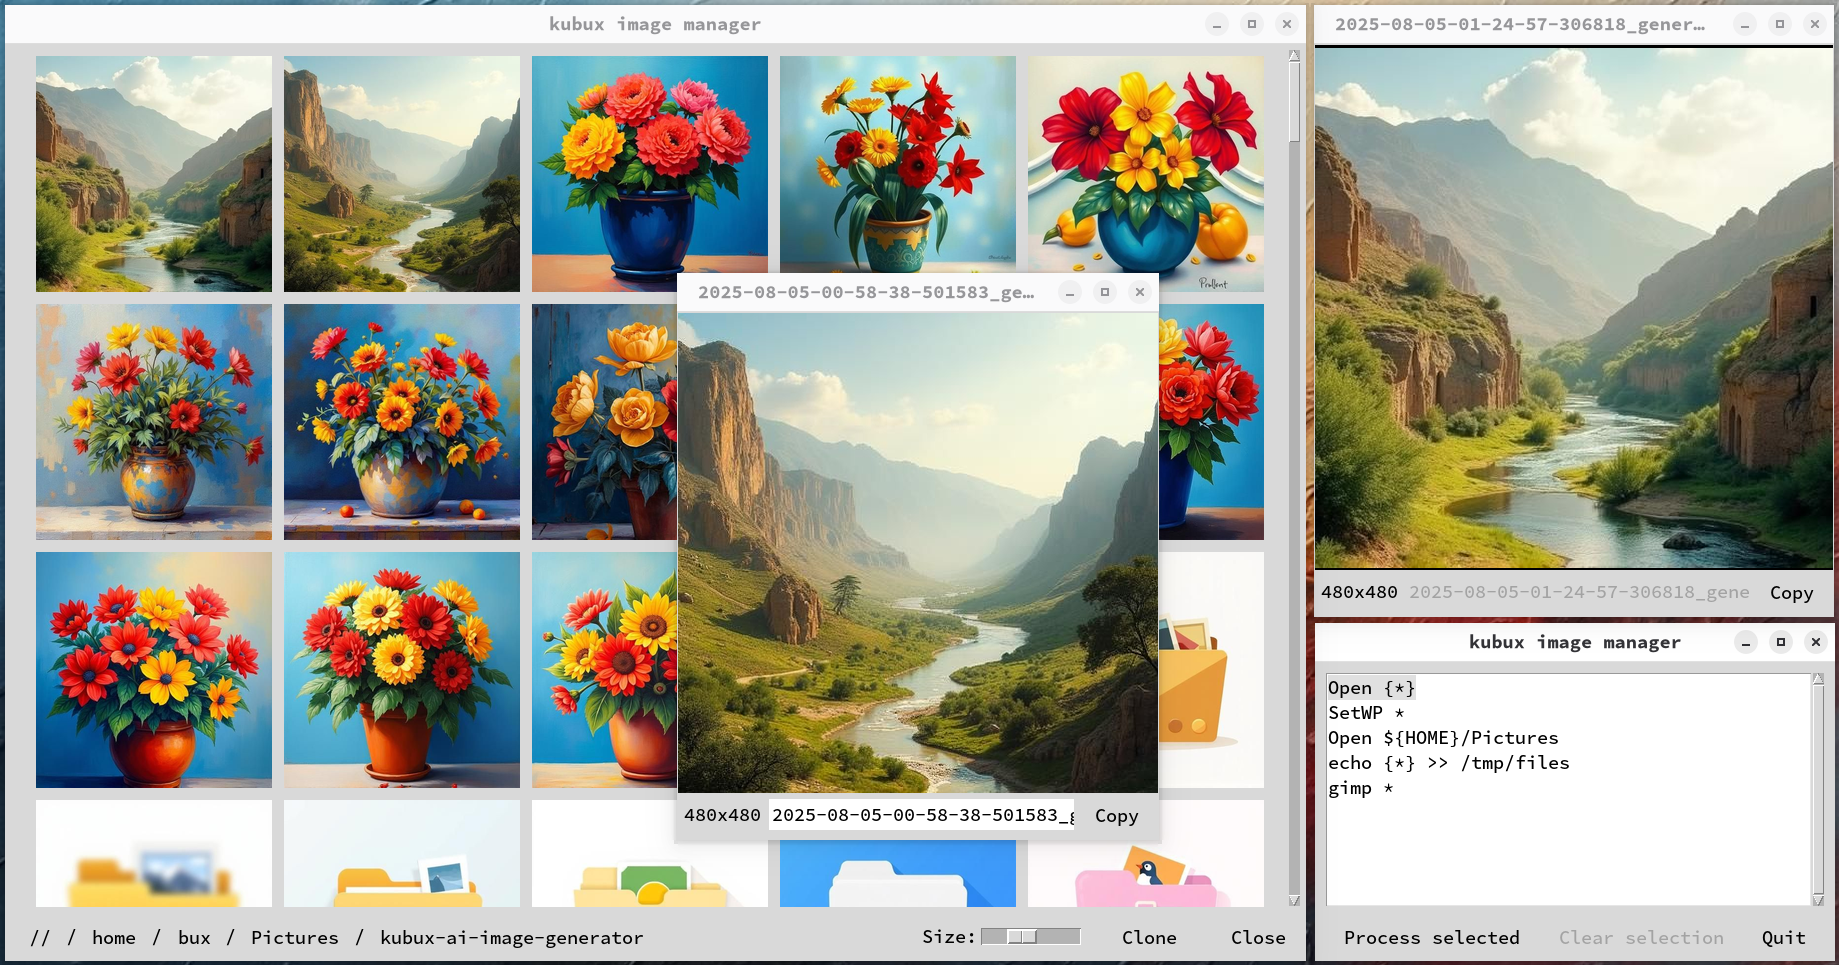 kubux image manager
2025-08-05-01-24-57-306818_gener…
2025-08-05-00-58-38-501583_ge…
480x480 2025-08-05-00-58-38-501583_g
Copy
480x480 2025-08-05-01-24-57-306818_gene
Copy
kubux image manager
Open {*}
SetWP *
Open ${HOME}/Pictures
echo {*} >> /tmp/files
gimp *
// / home / bux / Pictures / kubux-ai-image-generator
Size:
Clone
Close
Process selected
Clear selection
Quit